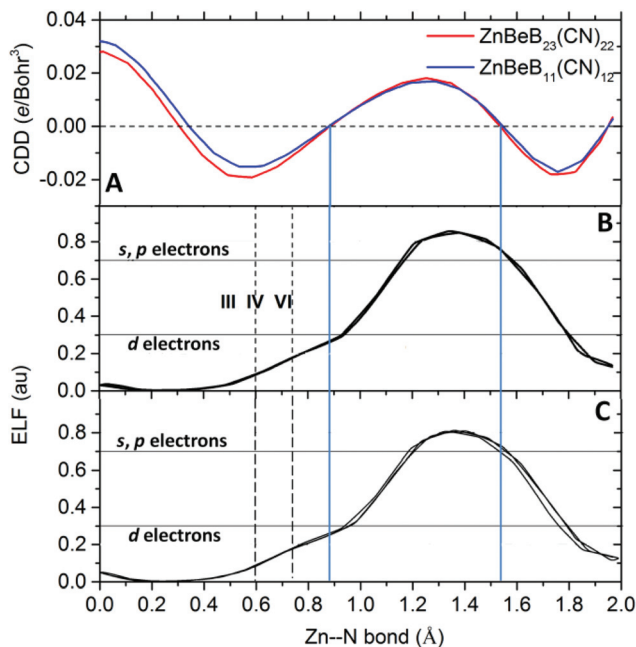 ZnBeB₂₃(CN)₂₂
ZnBeB₁₁(CN)₁₂
CDD (e/Bohr³)
0.04
0.02
0.00
-0.02
A
B
s, p electrons
III IV VI
d electrons
0.8
0.6
0.4
0.2
0.0
C
s, p electrons
d electrons
0.8
0.6
0.4
0.2
0.0
ELF (au)
0.0 0.2 0.4 0.6 0.8 1.0 1.2 1.4 1.6 1.8 2.0
Zn--N bond (Å)